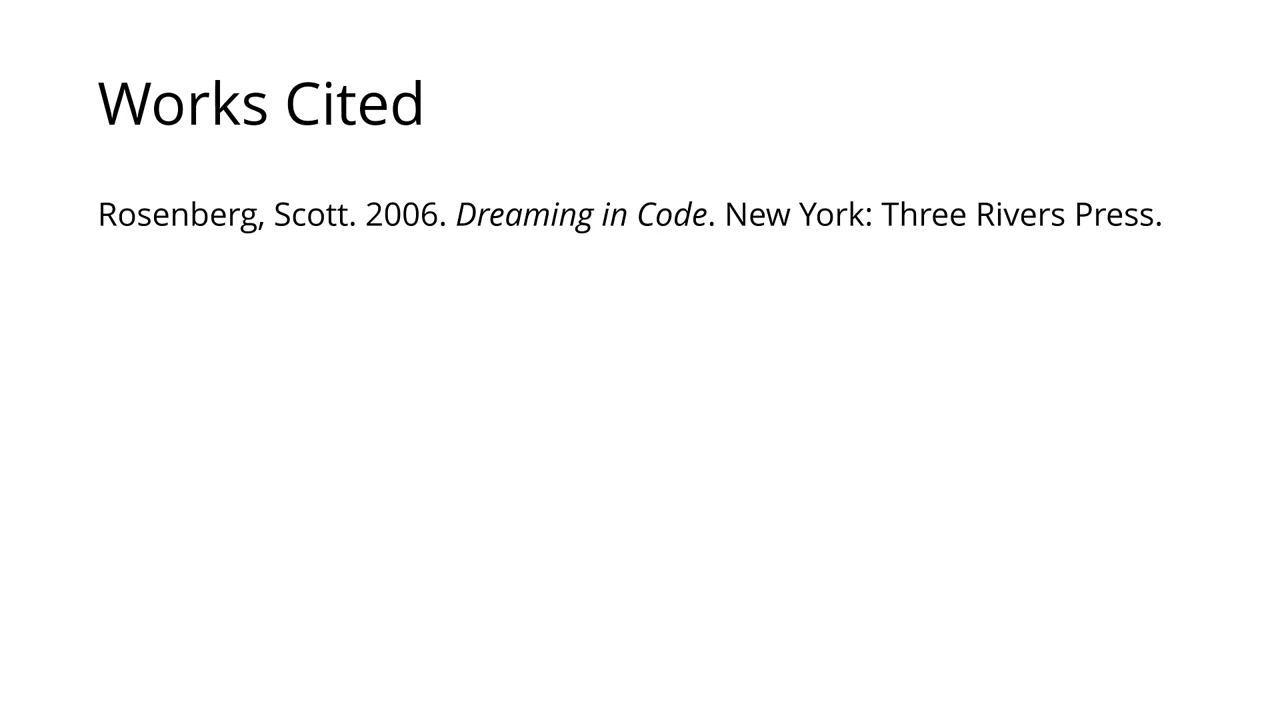 Works Cited
Rosenberg, Scott. 2006. Dreaming in Code. New York: Three Rivers Press.